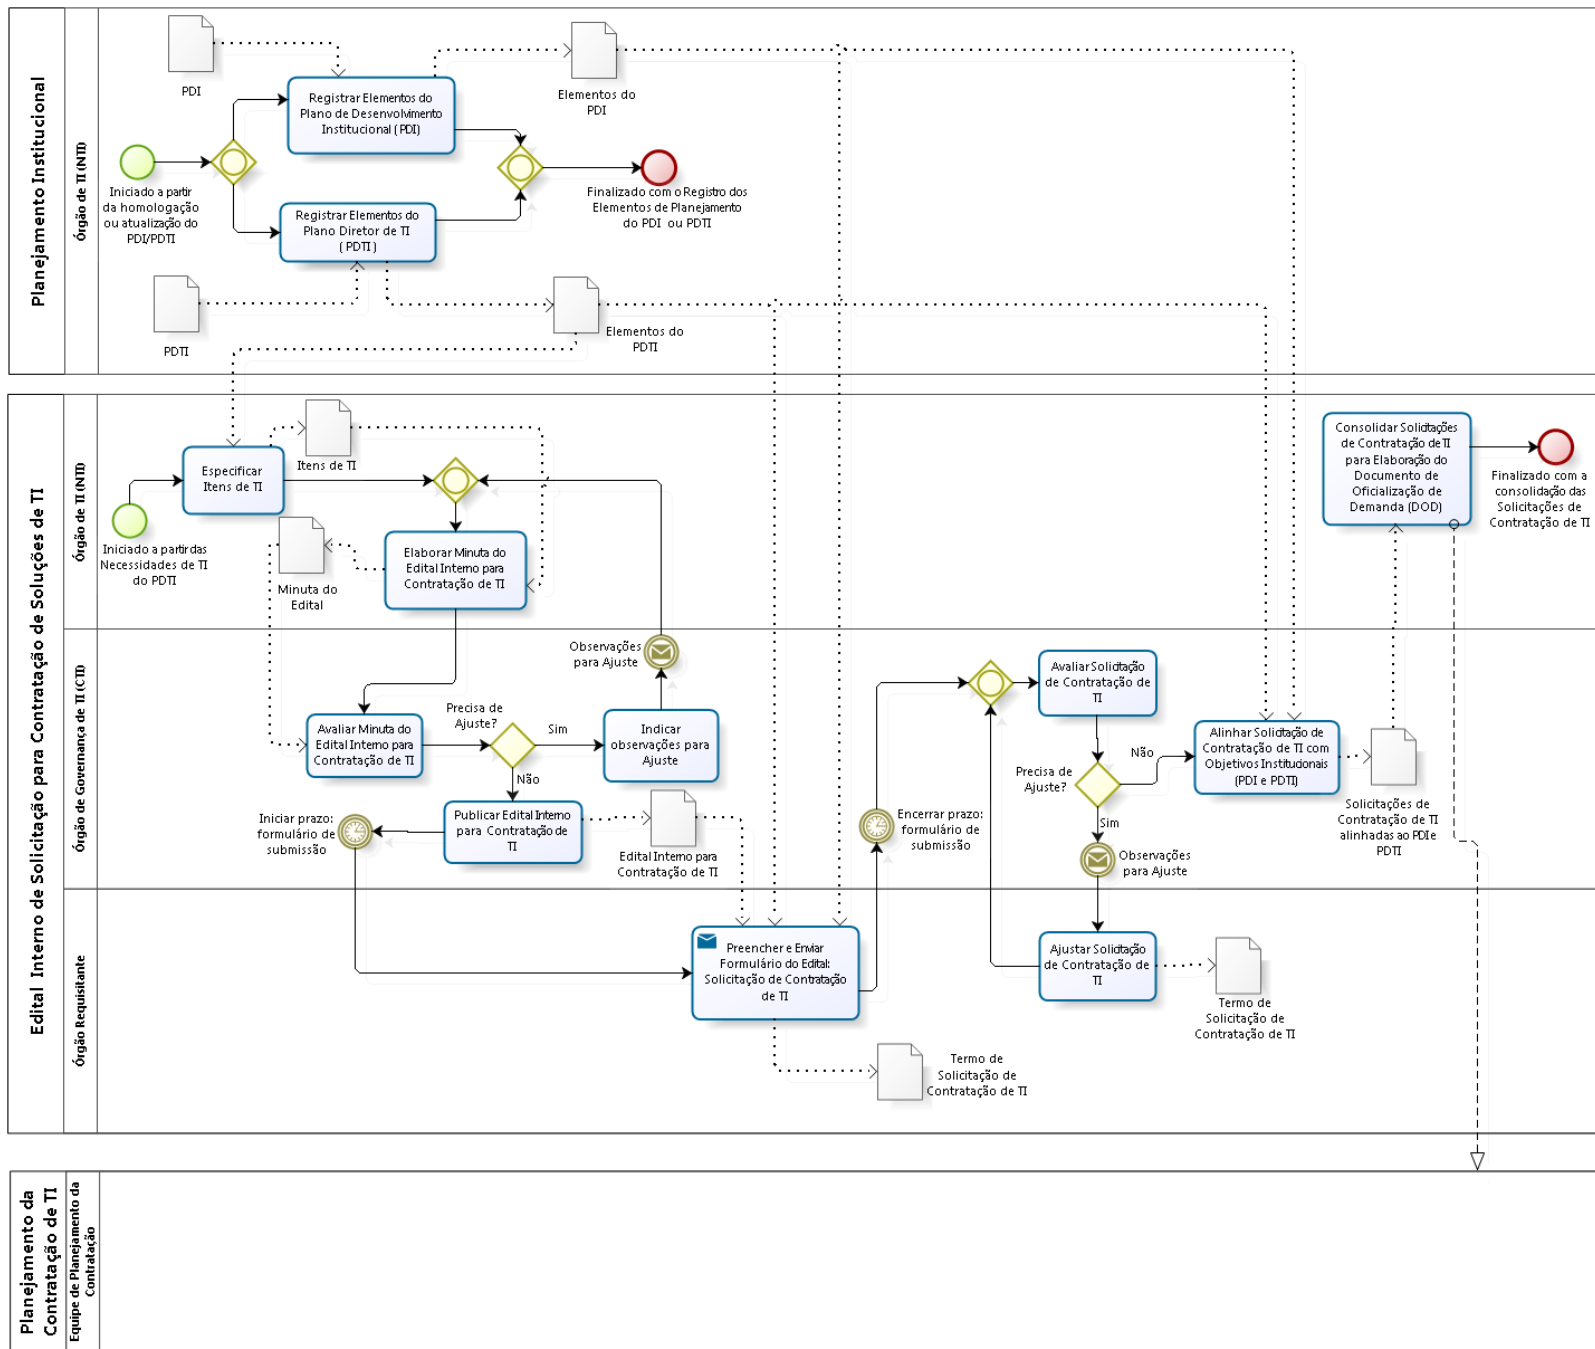 Planejamento Institucional
Órgão de TI (NTI)
PDI
Registrar Elementos do
Plano de Desenvolvimento
Institucional ( PDI)
Elementos do
PDI
Iniciado a partir
da homologação
ou atualização do
PDI/PDTI
Registrar Elementos do
Plano Diretor de TI
( PDTI )
Finalizado com o Registro dos
Elementos de Planejamento
do PDI ou PDTI
PDTI
Elementos do
PDTI
Edital Interno de Solicitação para Contratação de Soluções de TI
Órgão de TI (NTI)
Especificar
Itens de TI
Itens de TI
Iniciado a partir das
Necessidades de TI
do PDTI
Minuta do
Edital
Elaborar Minuta do
Edital Interno para
Contratação de TI
Consolidar Solicitações
de Contratação de TI
para Elaboração do
Documento de
Oficialização de
Demanda (DOD)
Finalizado com a
consolidação das
Solicitações de
Contratação de TI
Órgão de Governança de TI (CTI)
Observações
para Ajuste
Avaliar Minuta do
Edital Interno para
Contratação de TI
Precisa de
Ajuste?
Sim
Não
Indicar
observações para
Ajuste
Iniciar prazo:
formulário de
submissão
Publicar Edital Interno
para Contratação de
TI
Edital Interno para
Contratação de TI
Encerrar prazo:
formulário de
submissão
Avaliar Solicitação
de Contratação de
TI
Precisa de
Ajuste?
Não
Sim
Observações
para Ajuste
Alinhar Solicitação de
Contratação de TI com
Objetivos Institucionais
(PDI e PDTI)
Solicitações de
Contratação de TI
alinhadas ao PDI e
PDTI
Órgão Requisitante
Preencher e Enviar
Formulário do Edital:
Solicitação de Contratação
de TI
Termo de
Solicitação de
Contratação de TI
Ajustar Solicitação
de Contratação de
TI
Termo de
Solicitação de
Contratação de TI
Planejamento da
Contratação de TI
Equipe de Planejamento da
Contratação